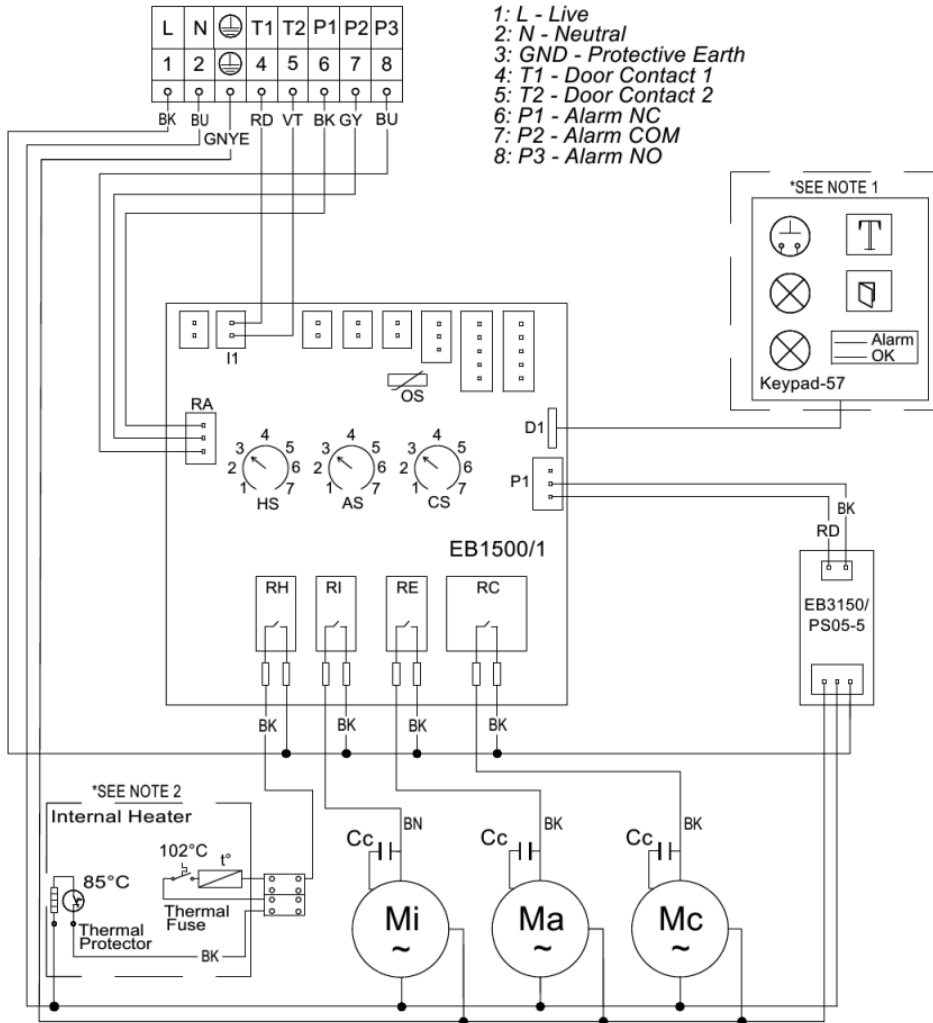 L N T1 T2 P1 P2 P3
1 2 4 5 6 7 8
BK BU GNYE RD VT BK GY BU
1: L - Live
2: N - Neutral
3: GND - Protective Earth
4: T1 - Door Contact 1
5: T2 - Door Contact 2
6: P1 - Alarm NC
7: P2 - Alarm COM
8: P3 - Alarm NO
*SEE NOTE 1
T
Alarm
OK
Keypad-57
I1
OS
RA
D1
1 2 3 4 5 6 7
HS
1 2 3 4 5 6 7
AS
1 2 3 4 5 6 7
CS
P1
BK
RD
EB1500/1
EB3150/
PS05-5
RH RI RE RC
BK BK BK BK
*SEE NOTE 2
Internal Heater
102°C
t°
85°C
Thermal
Fuse
Thermal
Protector
BK
Cc BN
Cc BK
Cc BK
Mi
~
Ma
~
Mc
~